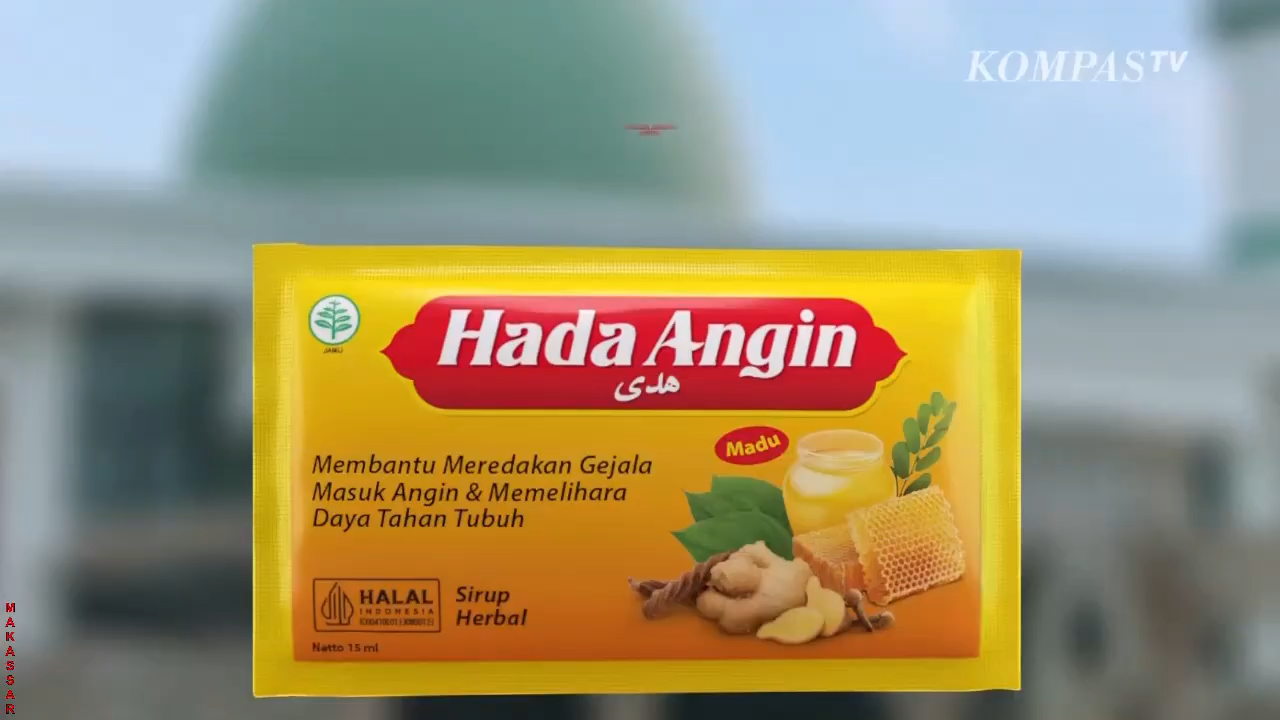 KOMPASTV
JAMU
Hada Angin
هدى
Madu
Membantu Meredakan Gejala
Masuk Angin & Memelihara
Daya Tahan Tubuh
HALAL
INDONESIA
Sirup
Herbal
Netto 15 ml
MAKASSAR